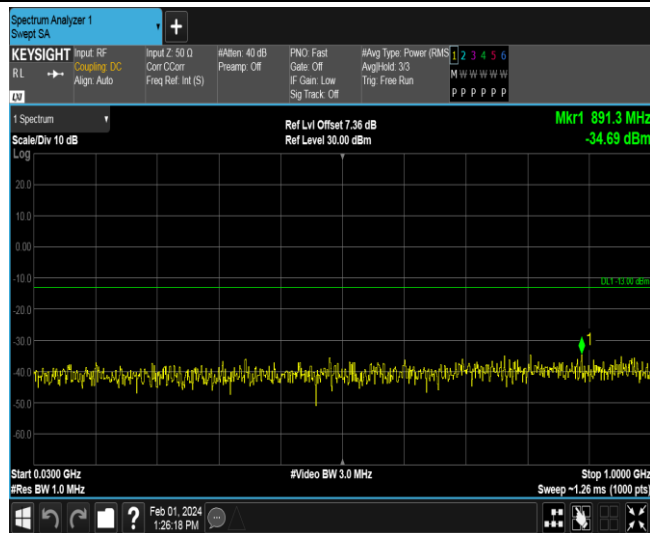 Spectrum Analyzer 1
Swept SA
+
KEYSIGHT
RL
Input: RF
Coupling: DC
Align: Auto
Input Z: 50 Ω
Corr CCorr
Freq Ref: Int (S)
#Atten: 40 dB
Preamp: Off
PNO: Fast
Gate: Off
IF Gain: Low
Sig Track: Off
#Avg Type: Power (RMS
Avg|Hold: 3/3
Trig: Free Run
1 2 3 4 5 6
M W W W W W
P P P P P P
1 Spectrum
Scale/Div 10 dB
Ref Lvl Offset 7.36 dB
Ref Level 30.00 dBm
Mkr1 891.3 MHz
-34.69 dBm
Log
20.0
10.0
0.00
-10.0
DL1 -13.00 dBm
-20.0
-30.0
1
-40.0
-50.0
-60.0
Start 0.0300 GHz
#Video BW 3.0 MHz
Stop 1.0000 GHz
#Res BW 1.0 MHz
Sweep ~1.26 ms (1000 pts)
?
Feb 01, 2024
1:26:18 PM